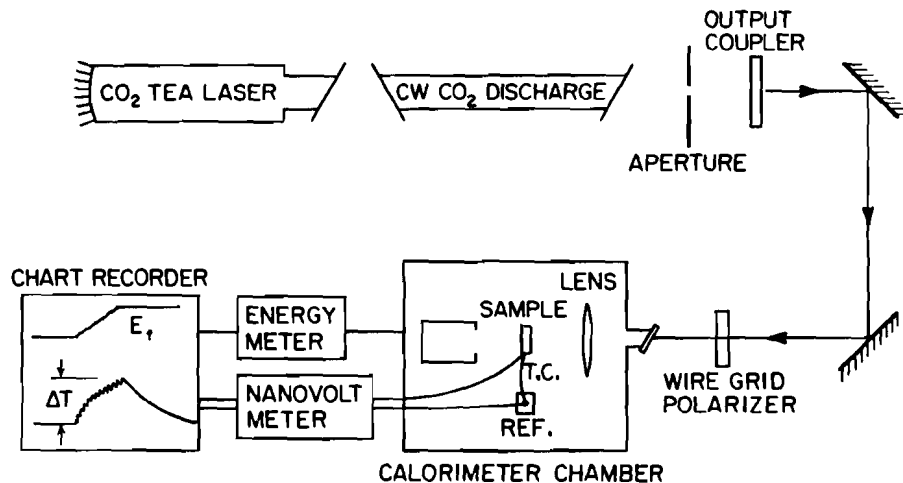 OUTPUT
COUPLER
CO₂ TEA LASER
CW CO₂ DISCHARGE
APERTURE
CHART RECORDER
E_t
ΔT
ENERGY
METER
NANOVOLT
METER
LENS
SAMPLE
T.C.
REF.
CALORIMETER CHAMBER
WIRE GRID
POLARIZER